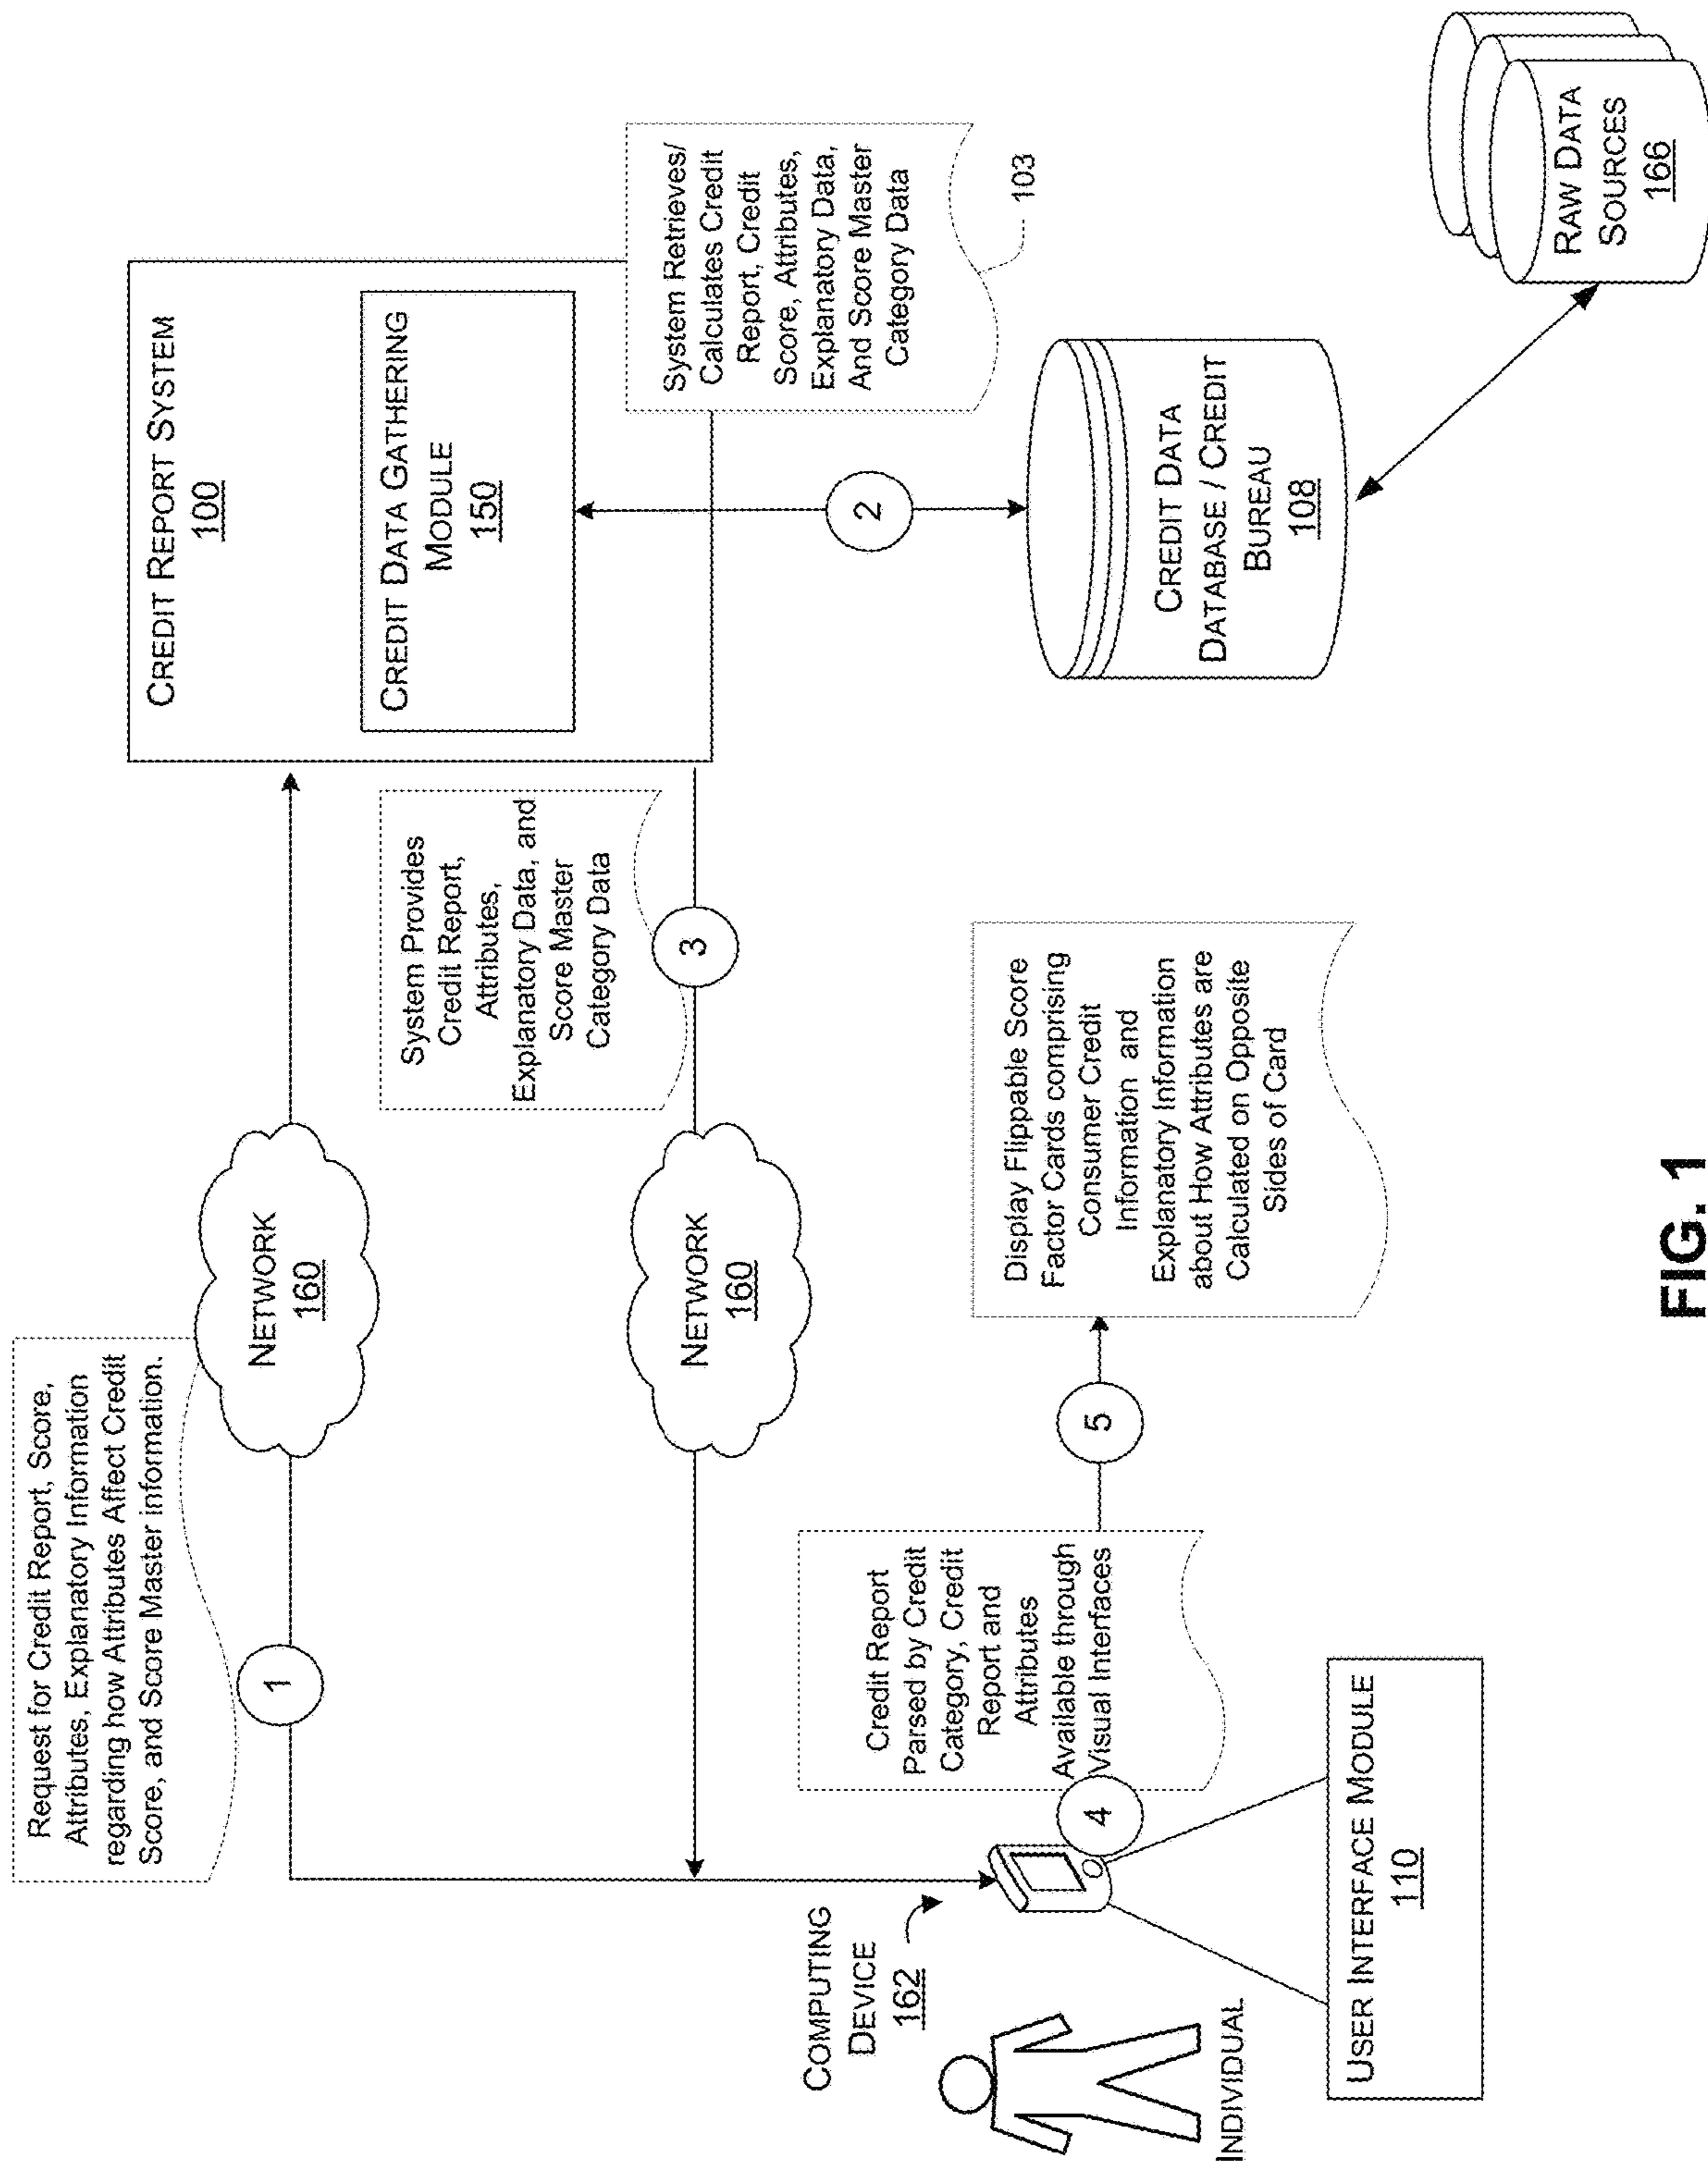 Request for Credit Report, Score,
Attributes, Explanatory Information
regarding how Attributes Affect Credit
Score, and Score Master information.
1
NETWORK
160
CREDIT REPORT SYSTEM
100
CREDIT DATA GATHERING
MODULE
150
System Provides
Credit Report,
Attributes,
Explanatory Data, and
Score Master
Category Data
3
NETWORK
160
System Retrieves/
Calculates Credit
Report, Credit
Score, Attributes,
Explanatory Data,
And Score Master
Category Data
103
2
COMPUTING
DEVICE
162
INDIVIDUAL
Credit Report
Parsed by Credit
Category, Credit
Report and
Attributes
Available through
Visual Interfaces
4
5
Display Flippable Score
Factor Cards comprising
Consumer Credit
Information and
Explanatory Information
about How Attributes are
Calculated on Opposite
Sides of Card
CREDIT DATA
DATABASE / CREDIT
BUREAU
108
USER INTERFACE MODULE
110
RAW DATA
SOURCES
166
FIG. 1